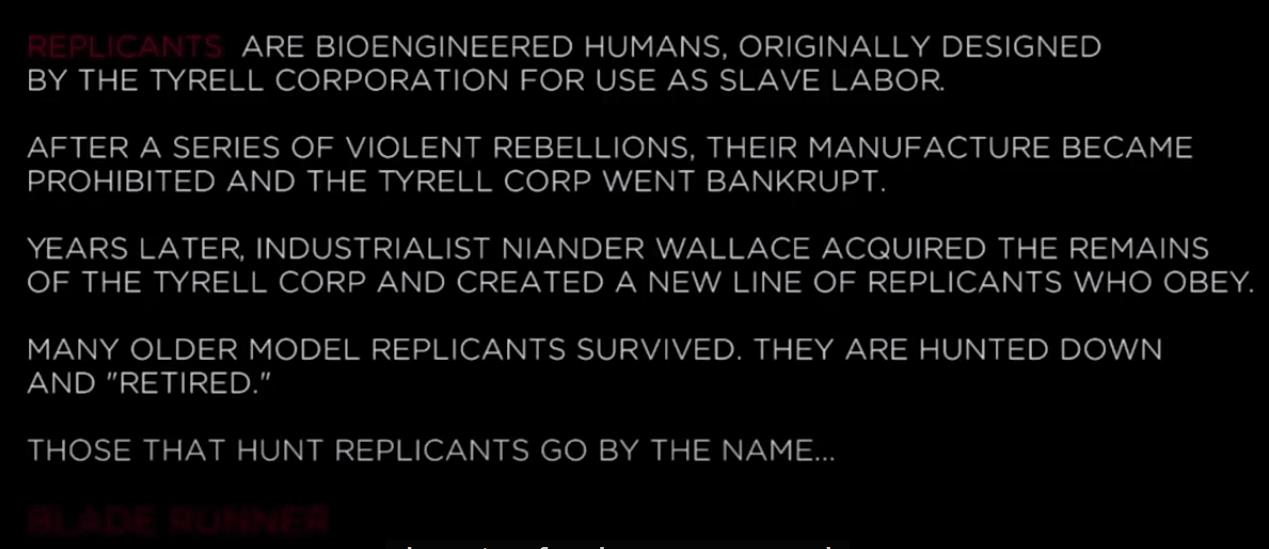 REPLICANTS ARE BIOENGINEERED HUMANS, ORIGINALLY DESIGNED
BY THE TYRELL CORPORATION FOR USE AS SLAVE LABOR.
AFTER A SERIES OF VIOLENT REBELLIONS, THEIR MANUFACTURE BECAME
PROHIBITED AND THE TYRELL CORP WENT BANKRUPT.
YEARS LATER, INDUSTRIALIST NIANDER WALLACE ACQUIRED THE REMAINS
OF THE TYRELL CORP AND CREATED A NEW LINE OF REPLICANTS WHO OBEY.
MANY OLDER MODEL REPLICANTS SURVIVED. THEY ARE HUNTED DOWN
AND "RETIRED."
THOSE THAT HUNT REPLICANTS GO BY THE NAME...
BLADE RUNNER